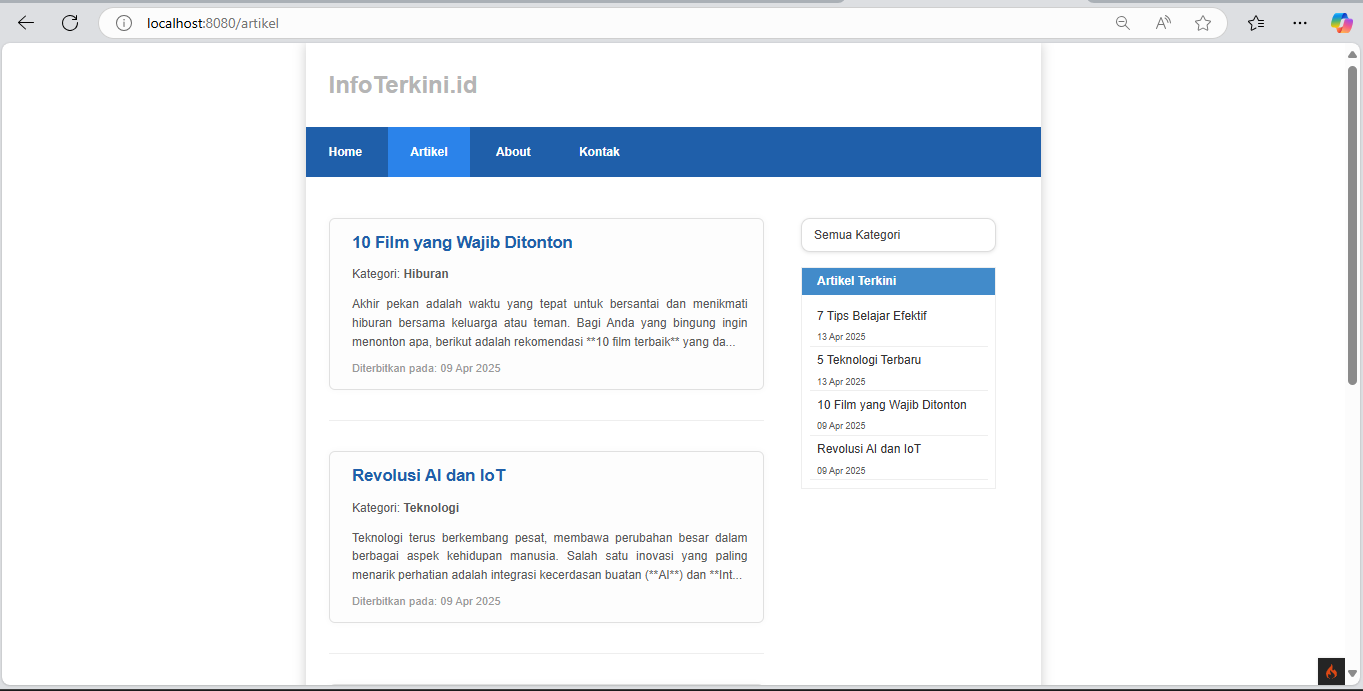 localhost:8080/artikel
InfoTerkini.id
Home Artikel About Kontak
10 Film yang Wajib Ditonton
Kategori: Hiburan
Akhir pekan adalah waktu yang tepat untuk bersantai dan menikmati
hiburan bersama keluarga atau teman. Bagi Anda yang bingung ingin
menonton apa, berikut adalah rekomendasi **10 film terbaik** yang da...
Diterbitkan pada: 09 Apr 2025
Revolusi AI dan IoT
Kategori: Teknologi
Teknologi terus berkembang pesat, membawa perubahan besar dalam
berbagai aspek kehidupan manusia. Salah satu inovasi yang paling
menarik perhatian adalah integrasi kecerdasan buatan (**AI**) dan **Int...
Diterbitkan pada: 09 Apr 2025
Semua Kategori
Artikel Terkini
7 Tips Belajar Efektif
13 Apr 2025
5 Teknologi Terbaru
13 Apr 2025
10 Film yang Wajib Ditonton
09 Apr 2025
Revolusi AI dan IoT
09 Apr 2025